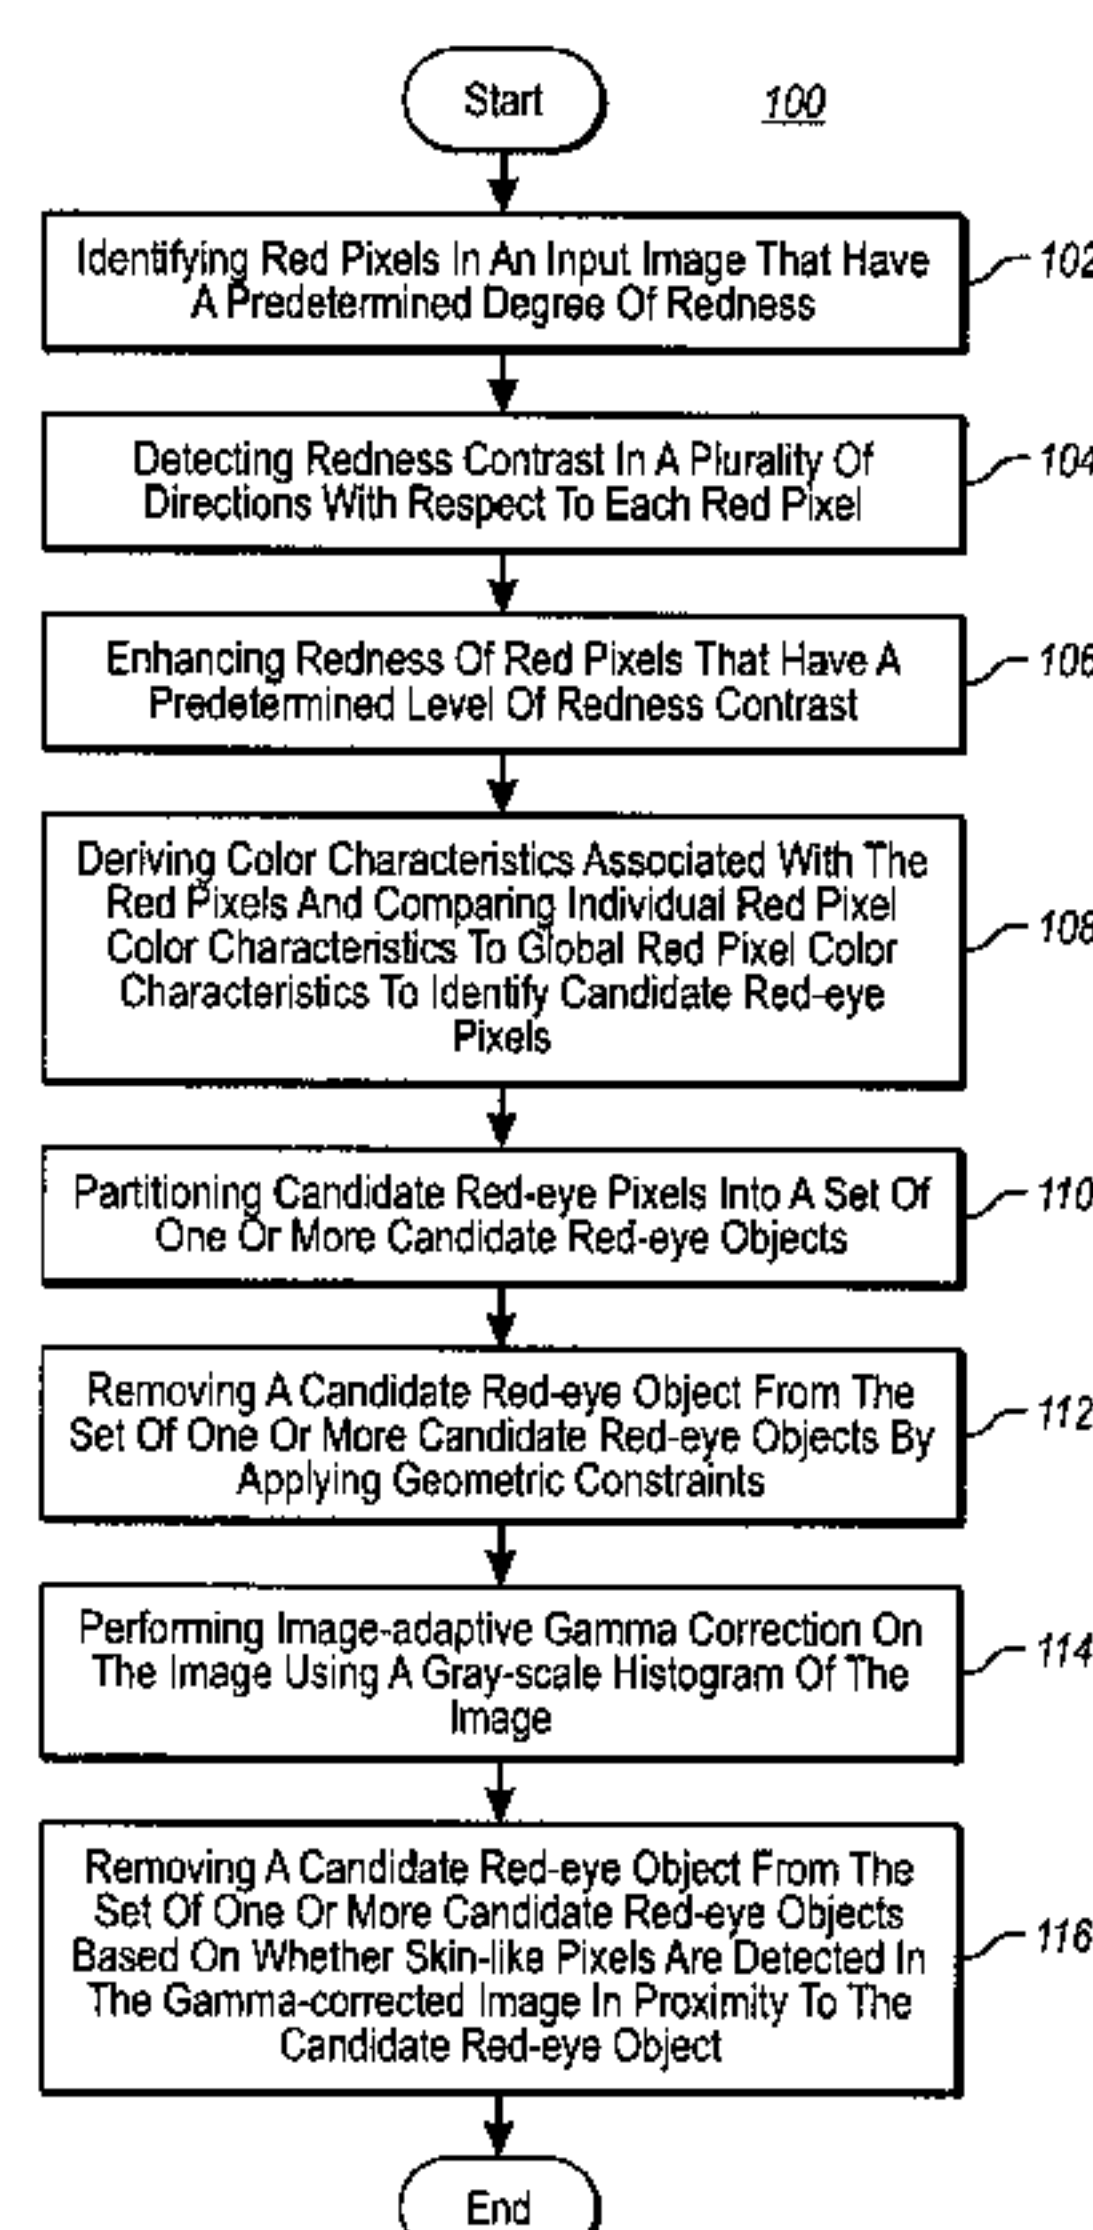 Start
100
Identifying Red Pixels In An Input Image That Have
A Predetermined Degree Of Redness
102
Detecting Redness Contrast In A Plurality Of
Directions With Respect To Each Red Pixel
104
Enhancing Redness Of Red Pixels That Have A
Predetermined Level Of Redness Contrast
106
Deriving Color Characteristics Associated With The
Red Pixels And Comparing Individual Red Pixel
Color Characteristics To Global Red Pixel Color
Characteristics To Identify Candidate Red-eye
Pixels
108
Partitioning Candidate Red-eye Pixels Into A Set Of
One Or More Candidate Red-eye Objects
110
Removing A Candidate Red-eye Object From The
Set Of One Or More Candidate Red-eye Objects By
Applying Geometric Constraints
112
Performing Image-adaptive Gamma Correction On
The Image Using A Gray-scale Histogram Of The
Image
114
Removing A Candidate Red-eye Object From The
Set Of One Or More Candidate Red-eye Objects
Based On Whether Skin-like Pixels Are Detected In
The Gamma-corrected Image In Proximity To The
Candidate Red-eye Object
116
End